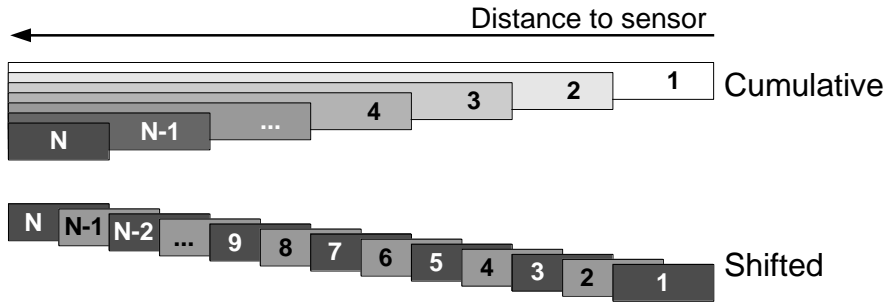 Distance to sensor
1 Cumulative
2
3
4
...
N-1
N
N
N-1
N-2
...
9
8
7
6
5
4
3
2
1 Shifted